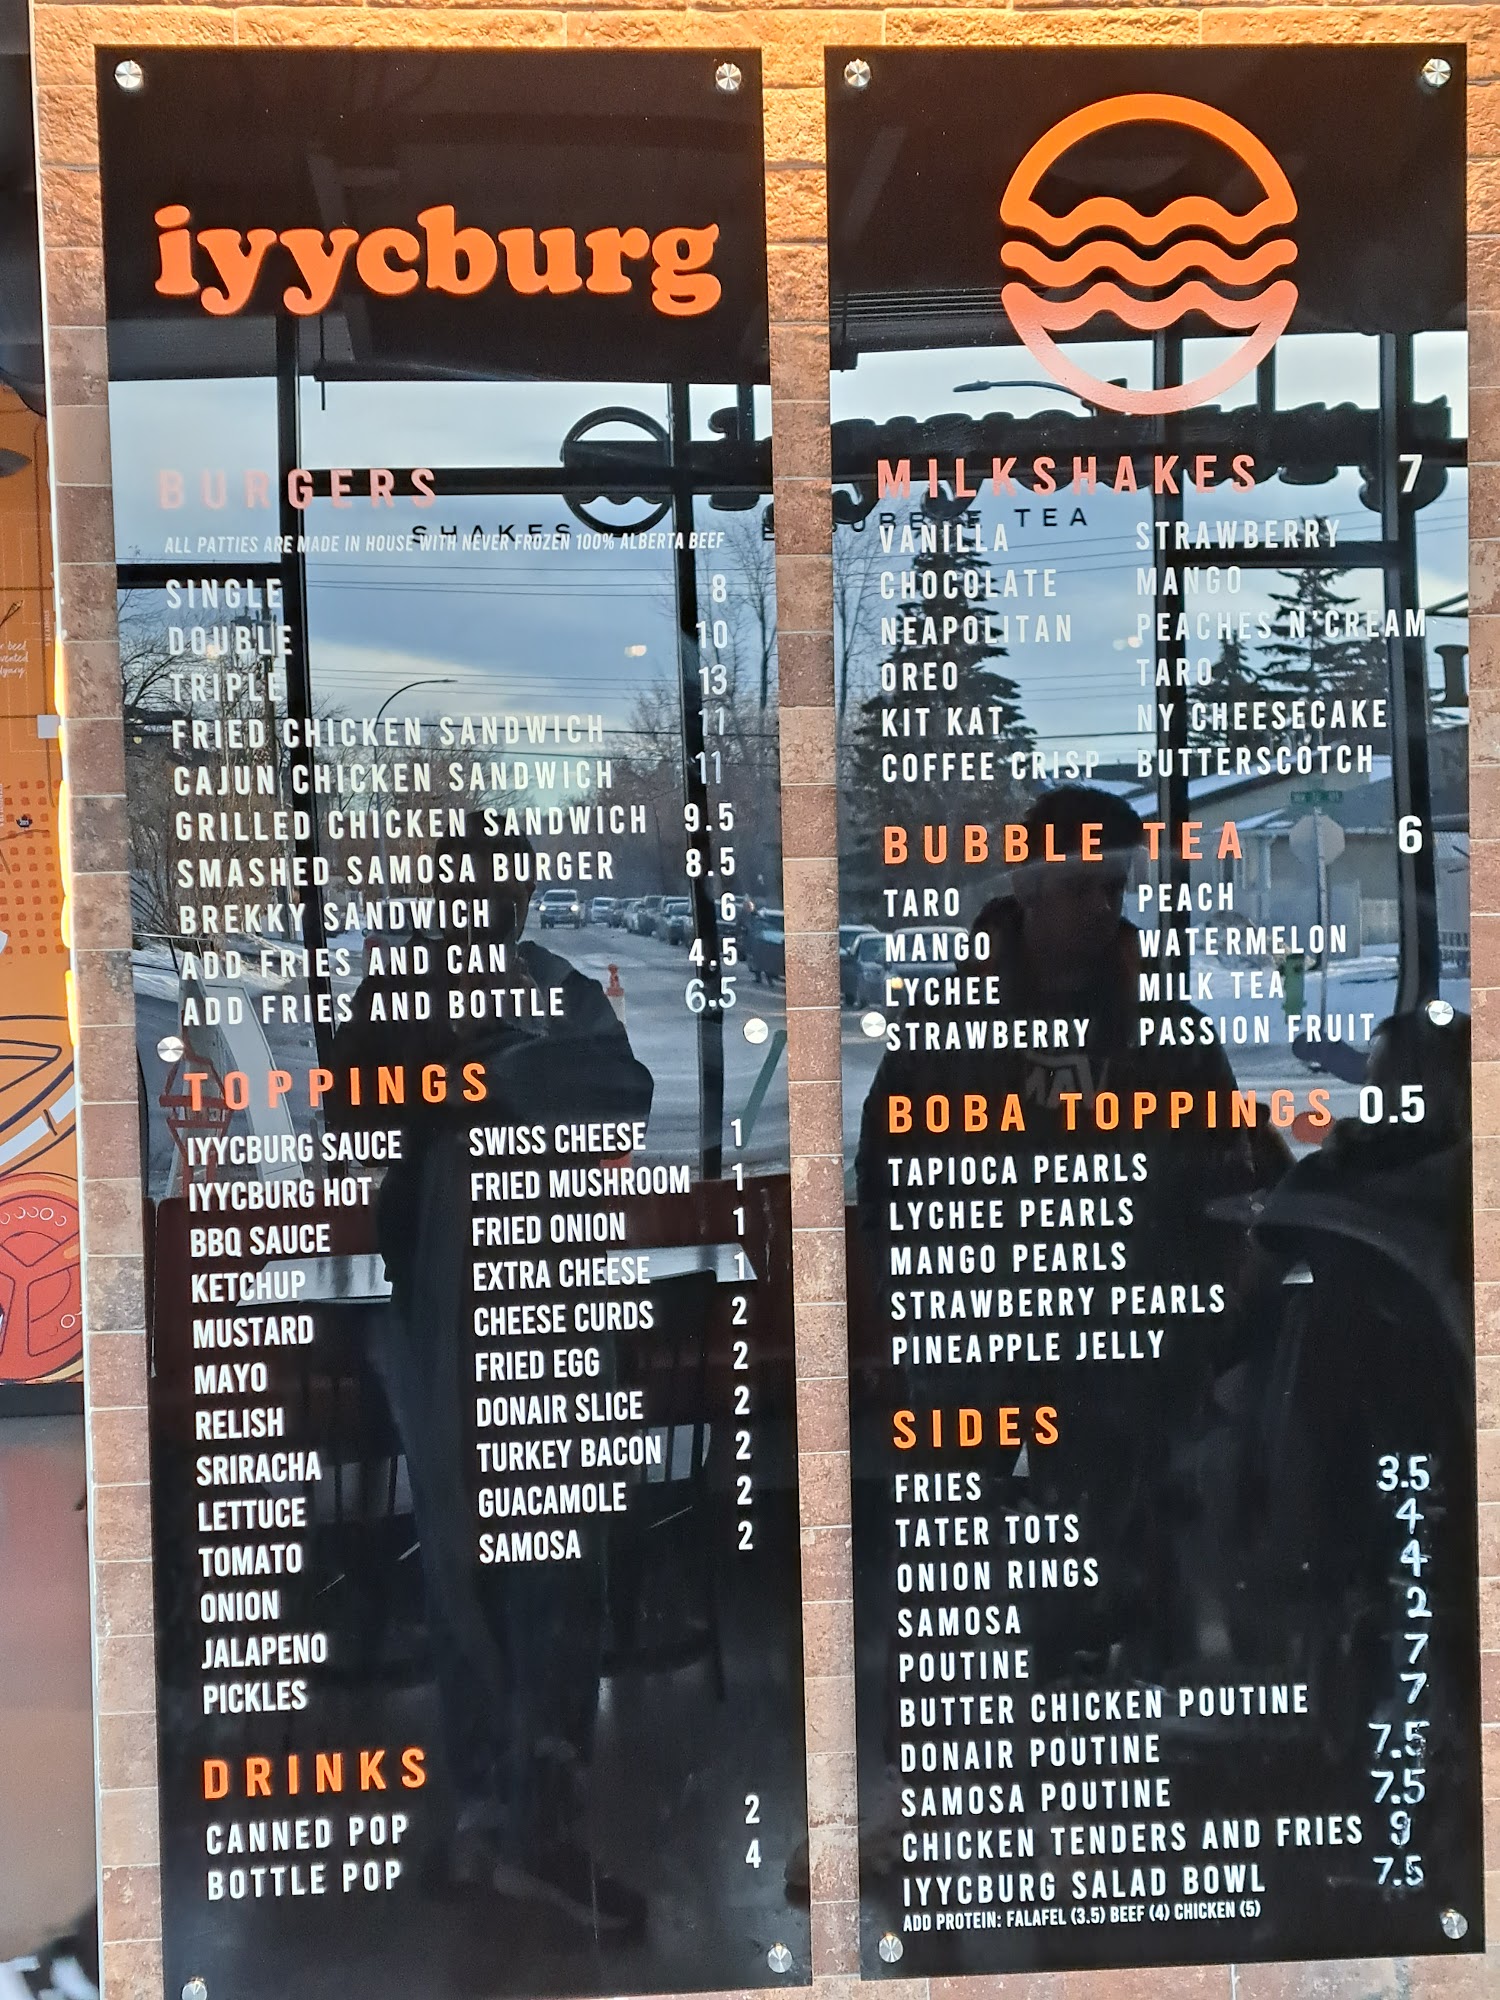 iyycburg
BURGERS
ALL PATTIES ARE MADE IN HOUSE WITH NEVER FROZEN 100% ALBERTA BEEF
SINGLE 8
DOUBLE 10
TRIPLE 13
FRIED CHICKEN SANDWICH 11
CAJUN CHICKEN SANDWICH 11
GRILLED CHICKEN SANDWICH 9.5
SMASHED SAMOSA BURGER 8.5
BREKKY SANDWICH 6
ADD FRIES AND CAN 4.5
ADD FRIES AND BOTTLE 6.5
TOPPINGS
IYYCBURG SAUCE SWISS CHEESE 1
IYYCBURG HOT FRIED MUSHROOM 1
BBQ SAUCE FRIED ONION 1
KETCHUP EXTRA CHEESE 1
MUSTARD CHEESE CURDS 2
MAYO FRIED EGG 2
RELISH DONAIR SLICE 2
SRIRACHA TURKEY BACON 2
LETTUCE GUACAMOLE 2
TOMATO SAMOSA 2
ONION
JALAPENO
PICKLES
DRINKS
CANNED POP 2
BOTTLE POP 4
MILKSHAKES 7
VANILLA STRAWBERRY
CHOCOLATE MANGO
NEAPOLITAN PEACHES N'CREAM
OREO TARO
KIT KAT NY CHEESECAKE
COFFEE CRISP BUTTERSCOTCH
BUBBLE TEA 6
TARO PEACH
MANGO WATERMELON
LYCHEE MILK TEA
STRAWBERRY PASSION FRUIT
BOBA TOPPINGS 0.5
TAPIOCA PEARLS
LYCHEE PEARLS
MANGO PEARLS
STRAWBERRY PEARLS
PINEAPPLE JELLY
SIDES
FRIES 3.5
TATER TOTS 4
ONION RINGS 4
SAMOSA 2
POUTINE 7
BUTTER CHICKEN POUTINE 7
DONAIR POUTINE 7.5
SAMOSA POUTINE 7.5
CHICKEN TENDERS AND FRIES 9
IYYCBURG SALAD BOWL 7.5
ADD PROTEIN: FALAFEL (3.5) BEEF (4) CHICKEN (5)
SHAKES
BUBBLE TEA